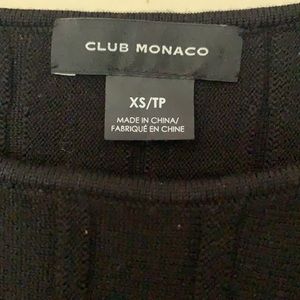 CLUB MONACO
XS/TP
MADE IN CHINA/
FABRIQUÉ EN CHINE